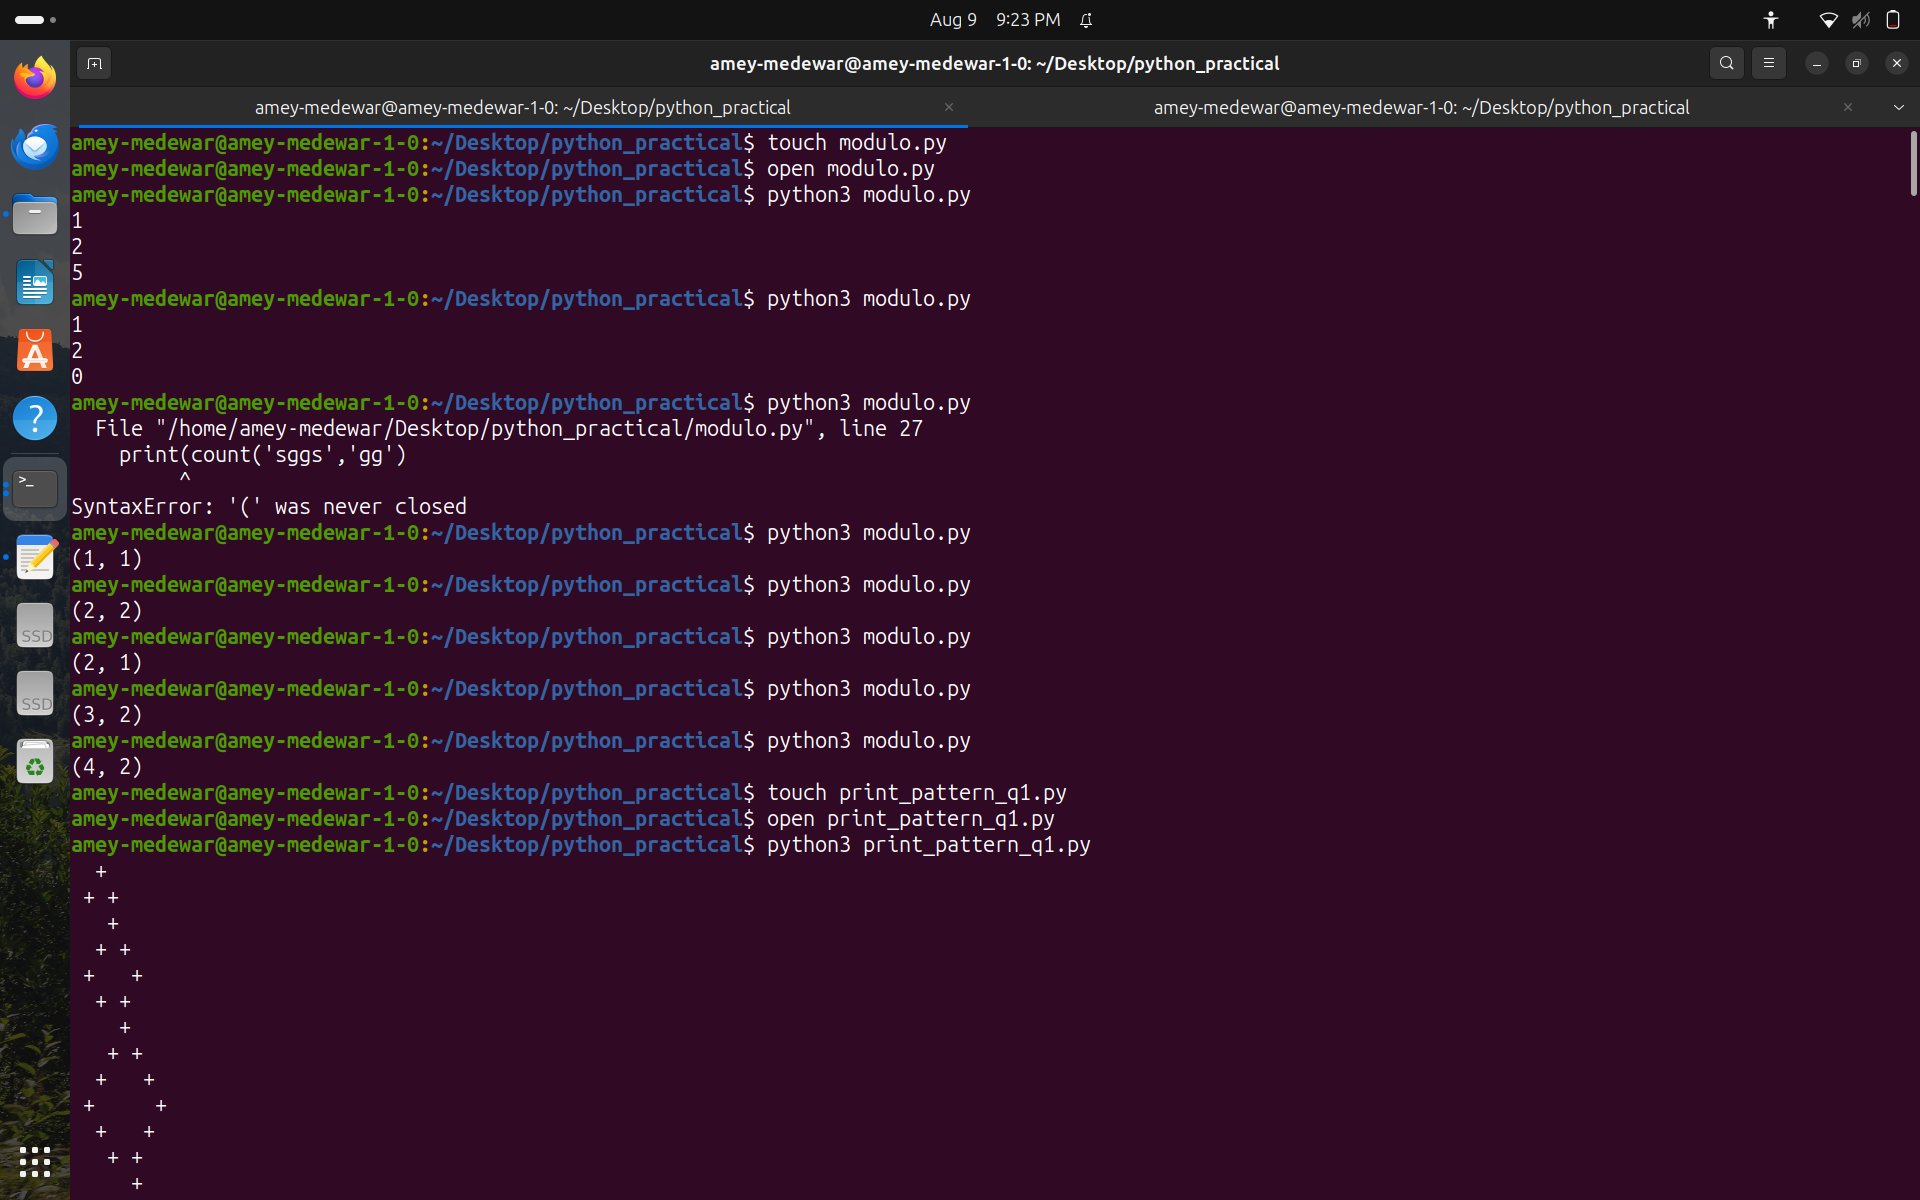 Aug 9 9:23 PM
amey-medewar@amey-medewar-1-0: ~/Desktop/python_practical
amey-medewar@amey-medewar-1-0: ~/Desktop/python_practical
amey-medewar@amey-medewar-1-0: ~/Desktop/python_practical
amey-medewar@amey-medewar-1-0:~/Desktop/python_practical$ touch modulo.py
amey-medewar@amey-medewar-1-0:~/Desktop/python_practical$ open modulo.py
amey-medewar@amey-medewar-1-0:~/Desktop/python_practical$ python3 modulo.py
1
2
5
amey-medewar@amey-medewar-1-0:~/Desktop/python_practical$ python3 modulo.py
1
2
0
amey-medewar@amey-medewar-1-0:~/Desktop/python_practical$ python3 modulo.py
  File "/home/amey-medewar/Desktop/python_practical/modulo.py", line 27
    print(count('sggs','gg')
         ^
SyntaxError: '(' was never closed
amey-medewar@amey-medewar-1-0:~/Desktop/python_practical$ python3 modulo.py
(1, 1)
amey-medewar@amey-medewar-1-0:~/Desktop/python_practical$ python3 modulo.py
(2, 2)
amey-medewar@amey-medewar-1-0:~/Desktop/python_practical$ python3 modulo.py
(2, 1)
amey-medewar@amey-medewar-1-0:~/Desktop/python_practical$ python3 modulo.py
(3, 2)
amey-medewar@amey-medewar-1-0:~/Desktop/python_practical$ python3 modulo.py
(4, 2)
amey-medewar@amey-medewar-1-0:~/Desktop/python_practical$ touch print_pattern_q1.py
amey-medewar@amey-medewar-1-0:~/Desktop/python_practical$ open print_pattern_q1.py
amey-medewar@amey-medewar-1-0:~/Desktop/python_practical$ python3 print_pattern_q1.py
  +
 + +
   +
  + +
 +   +
  + +
    +
   + +
  +   +
 +     +
  +   +
   + +
     +
SSD
SSD